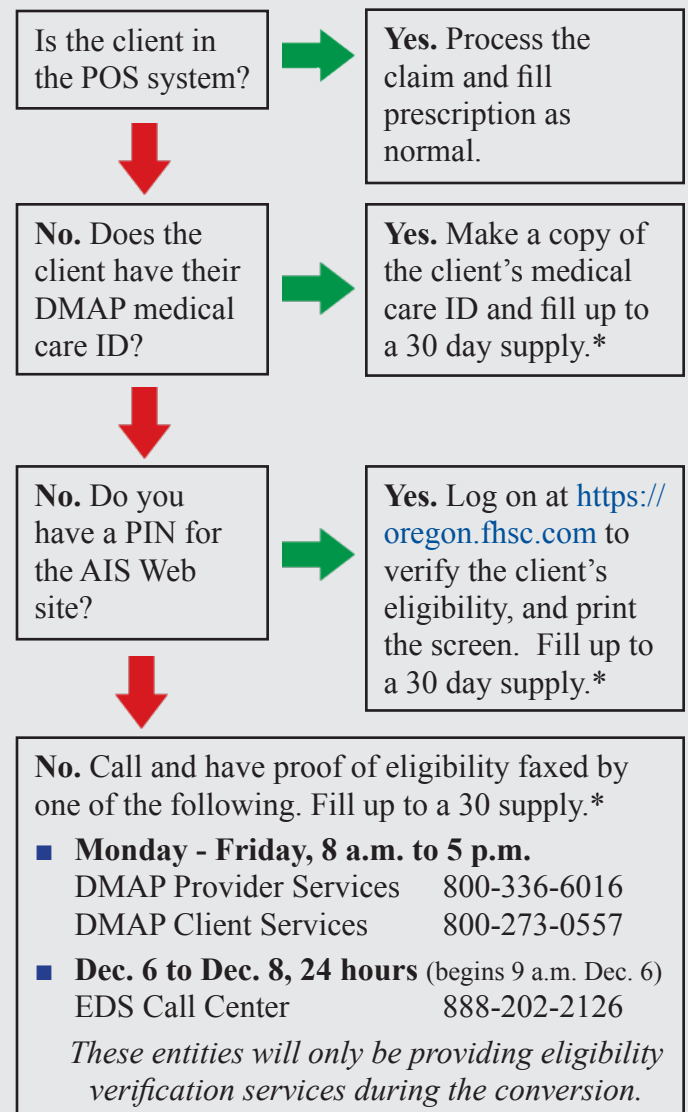 Is the client in
the POS system?
Yes. Process the
claim and fill
prescription as
normal.
No. Does the
client have their
DMAP medical
care ID?
Yes. Make a copy of
the client's medical
care ID and fill up to
a 30 day supply.*
No. Do you
have a PIN for
the AIS Web
site?
Yes. Log on at https://
oregon.fhsc.com to
verify the client's
eligibility, and print
the screen.  Fill up to
a 30 day supply.*
No. Call and have proof of eligibility faxed by
one of the following. Fill up to a 30 supply.*
■ Monday - Friday, 8 a.m. to 5 p.m.
DMAP Provider Services 800-336-6016
DMAP Client Services 800-273-0557
■ Dec. 6 to Dec. 8, 24 hours (begins 9 a.m. Dec. 6)
EDS Call Center 888-202-2126
These entities will only be providing eligibility
verification services during the conversion.